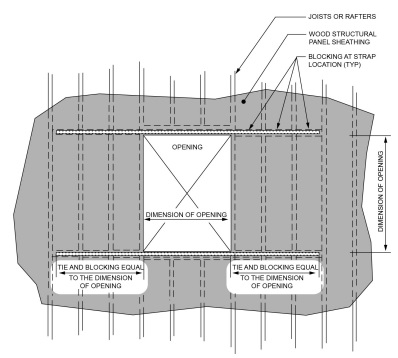 JOISTS OR RAFTERS
WOOD STRUCTURAL
PANEL SHEATHING
BLOCKING AT STRAP
LOCATION (TYP)
OPENING
DIMENSION OF OPENING
DIMENSION OF OPENING
TIE AND BLOCKING EQUAL
TO THE DIMENSION
OF OPENING
TIE AND BLOCKING EQUAL
TO THE DIMENSION
OF OPENING